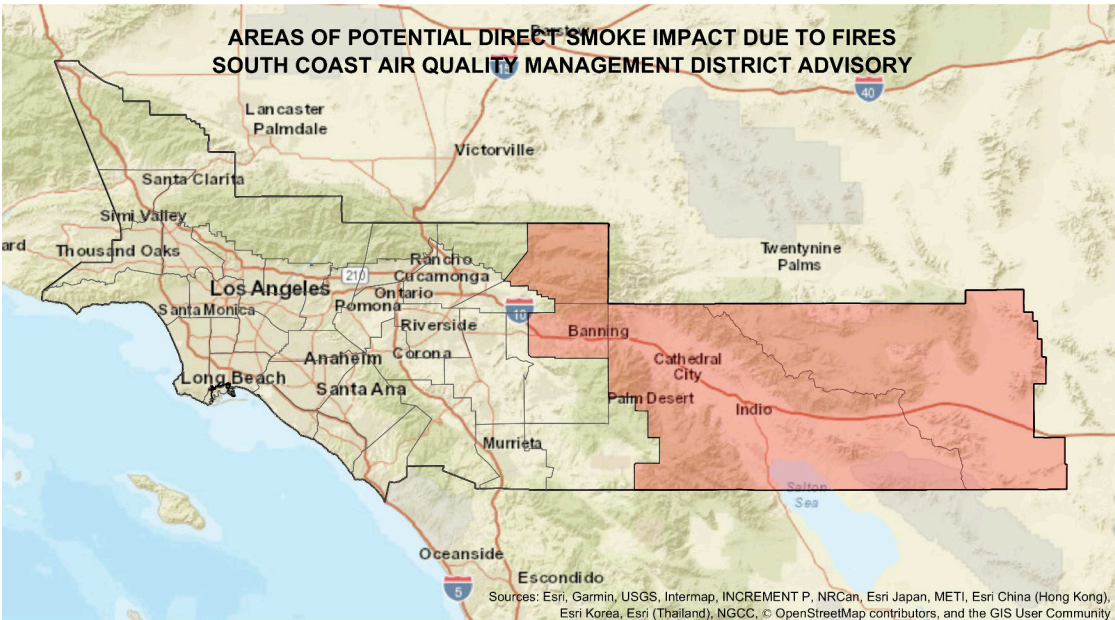 AREAS OF POTENTIAL DIRECT SMOKE IMPACT DUE TO FIRES
SOUTH COAST AIR QUALITY MANAGEMENT DISTRICT ADVISORY
Barstow
15
40
Lancaster
Palmdale
Victorville
Santa Clarita
Simi Valley
ard
Thousand Oaks
Twentynine
Palms
210
Rancho
Cucamonga
Los Angeles
Ontario
Pomona
Santa Monica
10
Riverside
Banning
Anaheim
Corona
Cathedral
City
Long Beach
Santa Ana
Palm Desert
Indio
Murrieta
Salton
Sea
Oceanside
Escondido
5
Sources: Esri, Garmin, USGS, Intermap, INCREMENT P, NRCan, Esri Japan, METI, Esri China (Hong Kong),
Esri Korea, Esri (Thailand), NGCC, © OpenStreetMap contributors, and the GIS User Community